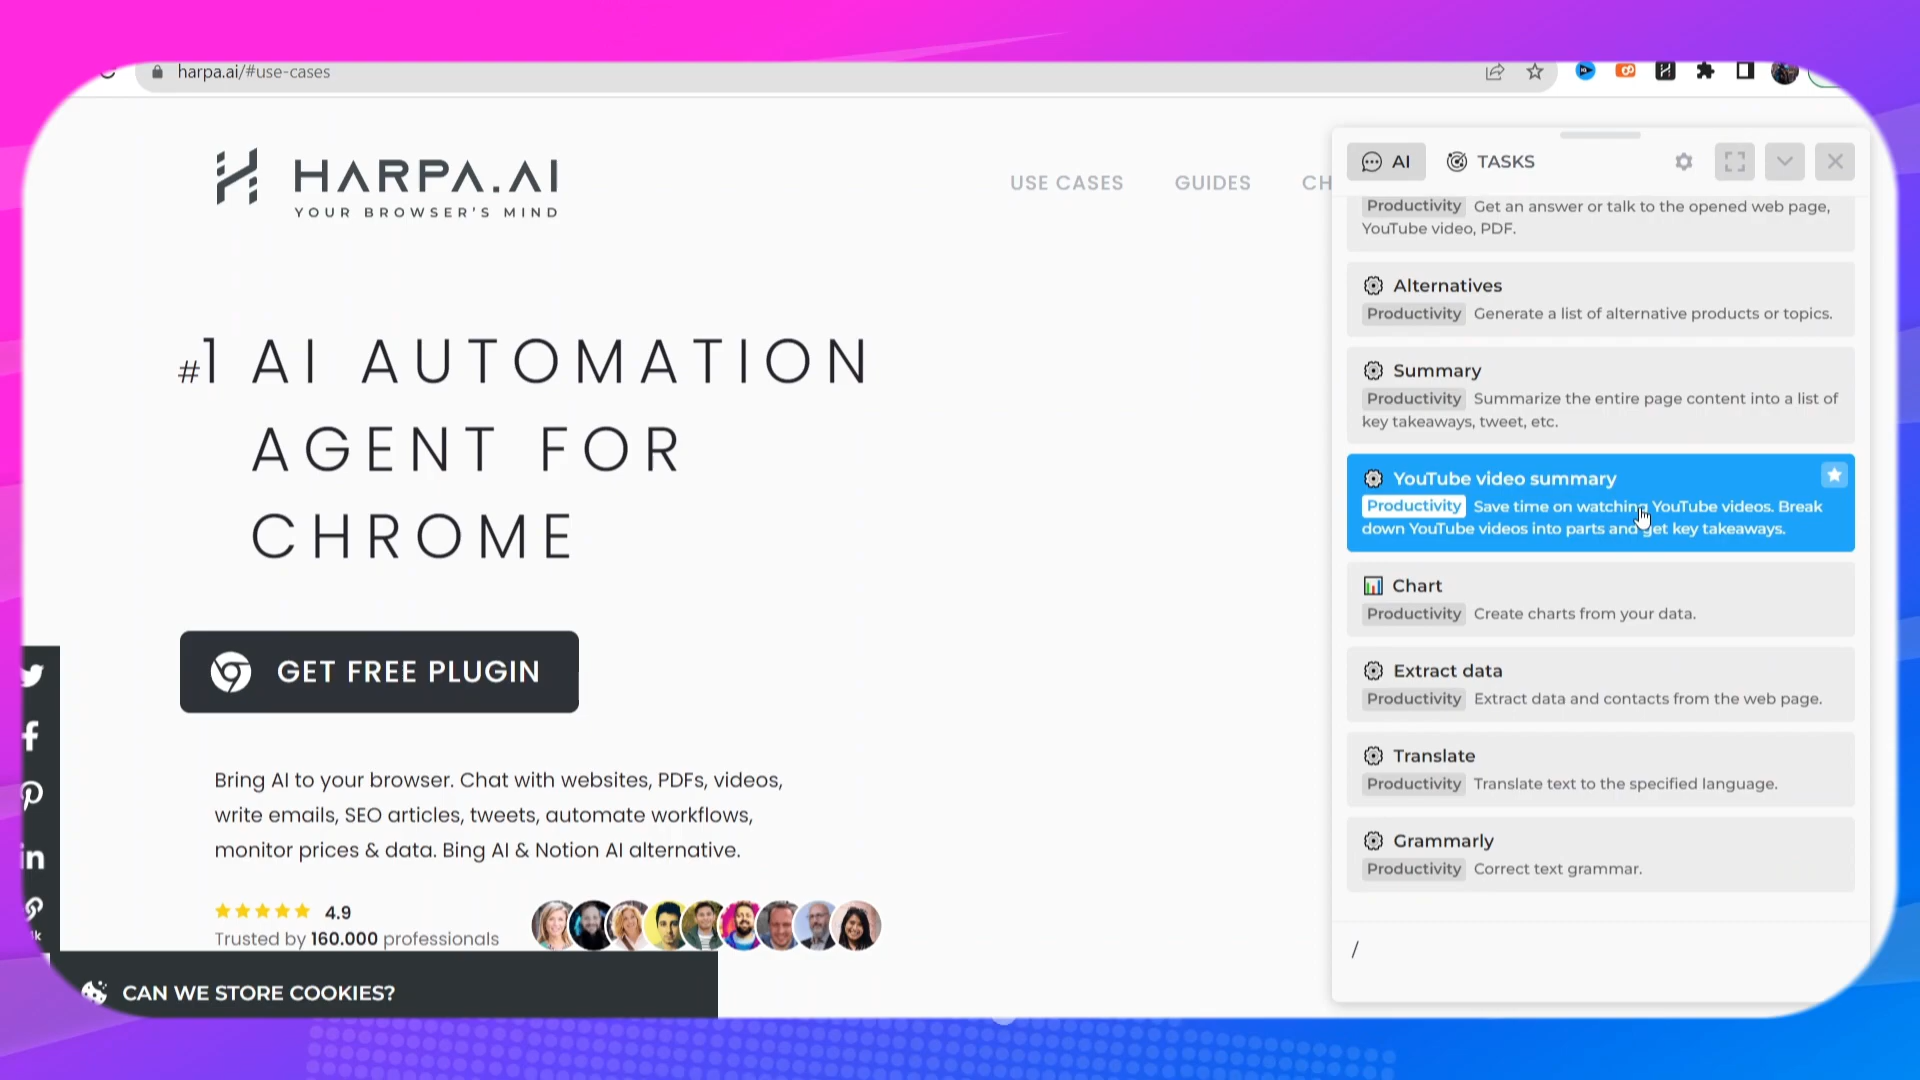 harpa.ai/#use-cases
HARPA.AI
YOUR BROWSER'S MIND
USE CASES
GUIDES
CH
#1 AI AUTOMATION
AGENT FOR
CHROME
GET FREE PLUGIN
Bring AI to your browser. Chat with websites, PDFs, videos,
write emails, SEO articles, tweets, automate workflows,
monitor prices & data. Bing AI & Notion AI alternative.
4.9
Trusted by 160.000 professionals
k
CAN WE STORE COOKIES?
AI
TASKS
Productivity Get an answer or talk to the opened web page,
YouTube video, PDF.
Alternatives
Productivity Generate a list of alternative products or topics.
Summary
Productivity Summarize the entire page content into a list of
key takeaways, tweet, etc.
YouTube video summary
Productivity Save time on watching YouTube videos. Break
down YouTube videos into parts and get key takeaways.
Chart
Productivity Create charts from your data.
Extract data
Productivity Extract data and contacts from the web page.
Translate
Productivity Translate text to the specified language.
Grammarly
Productivity Correct text grammar.
/